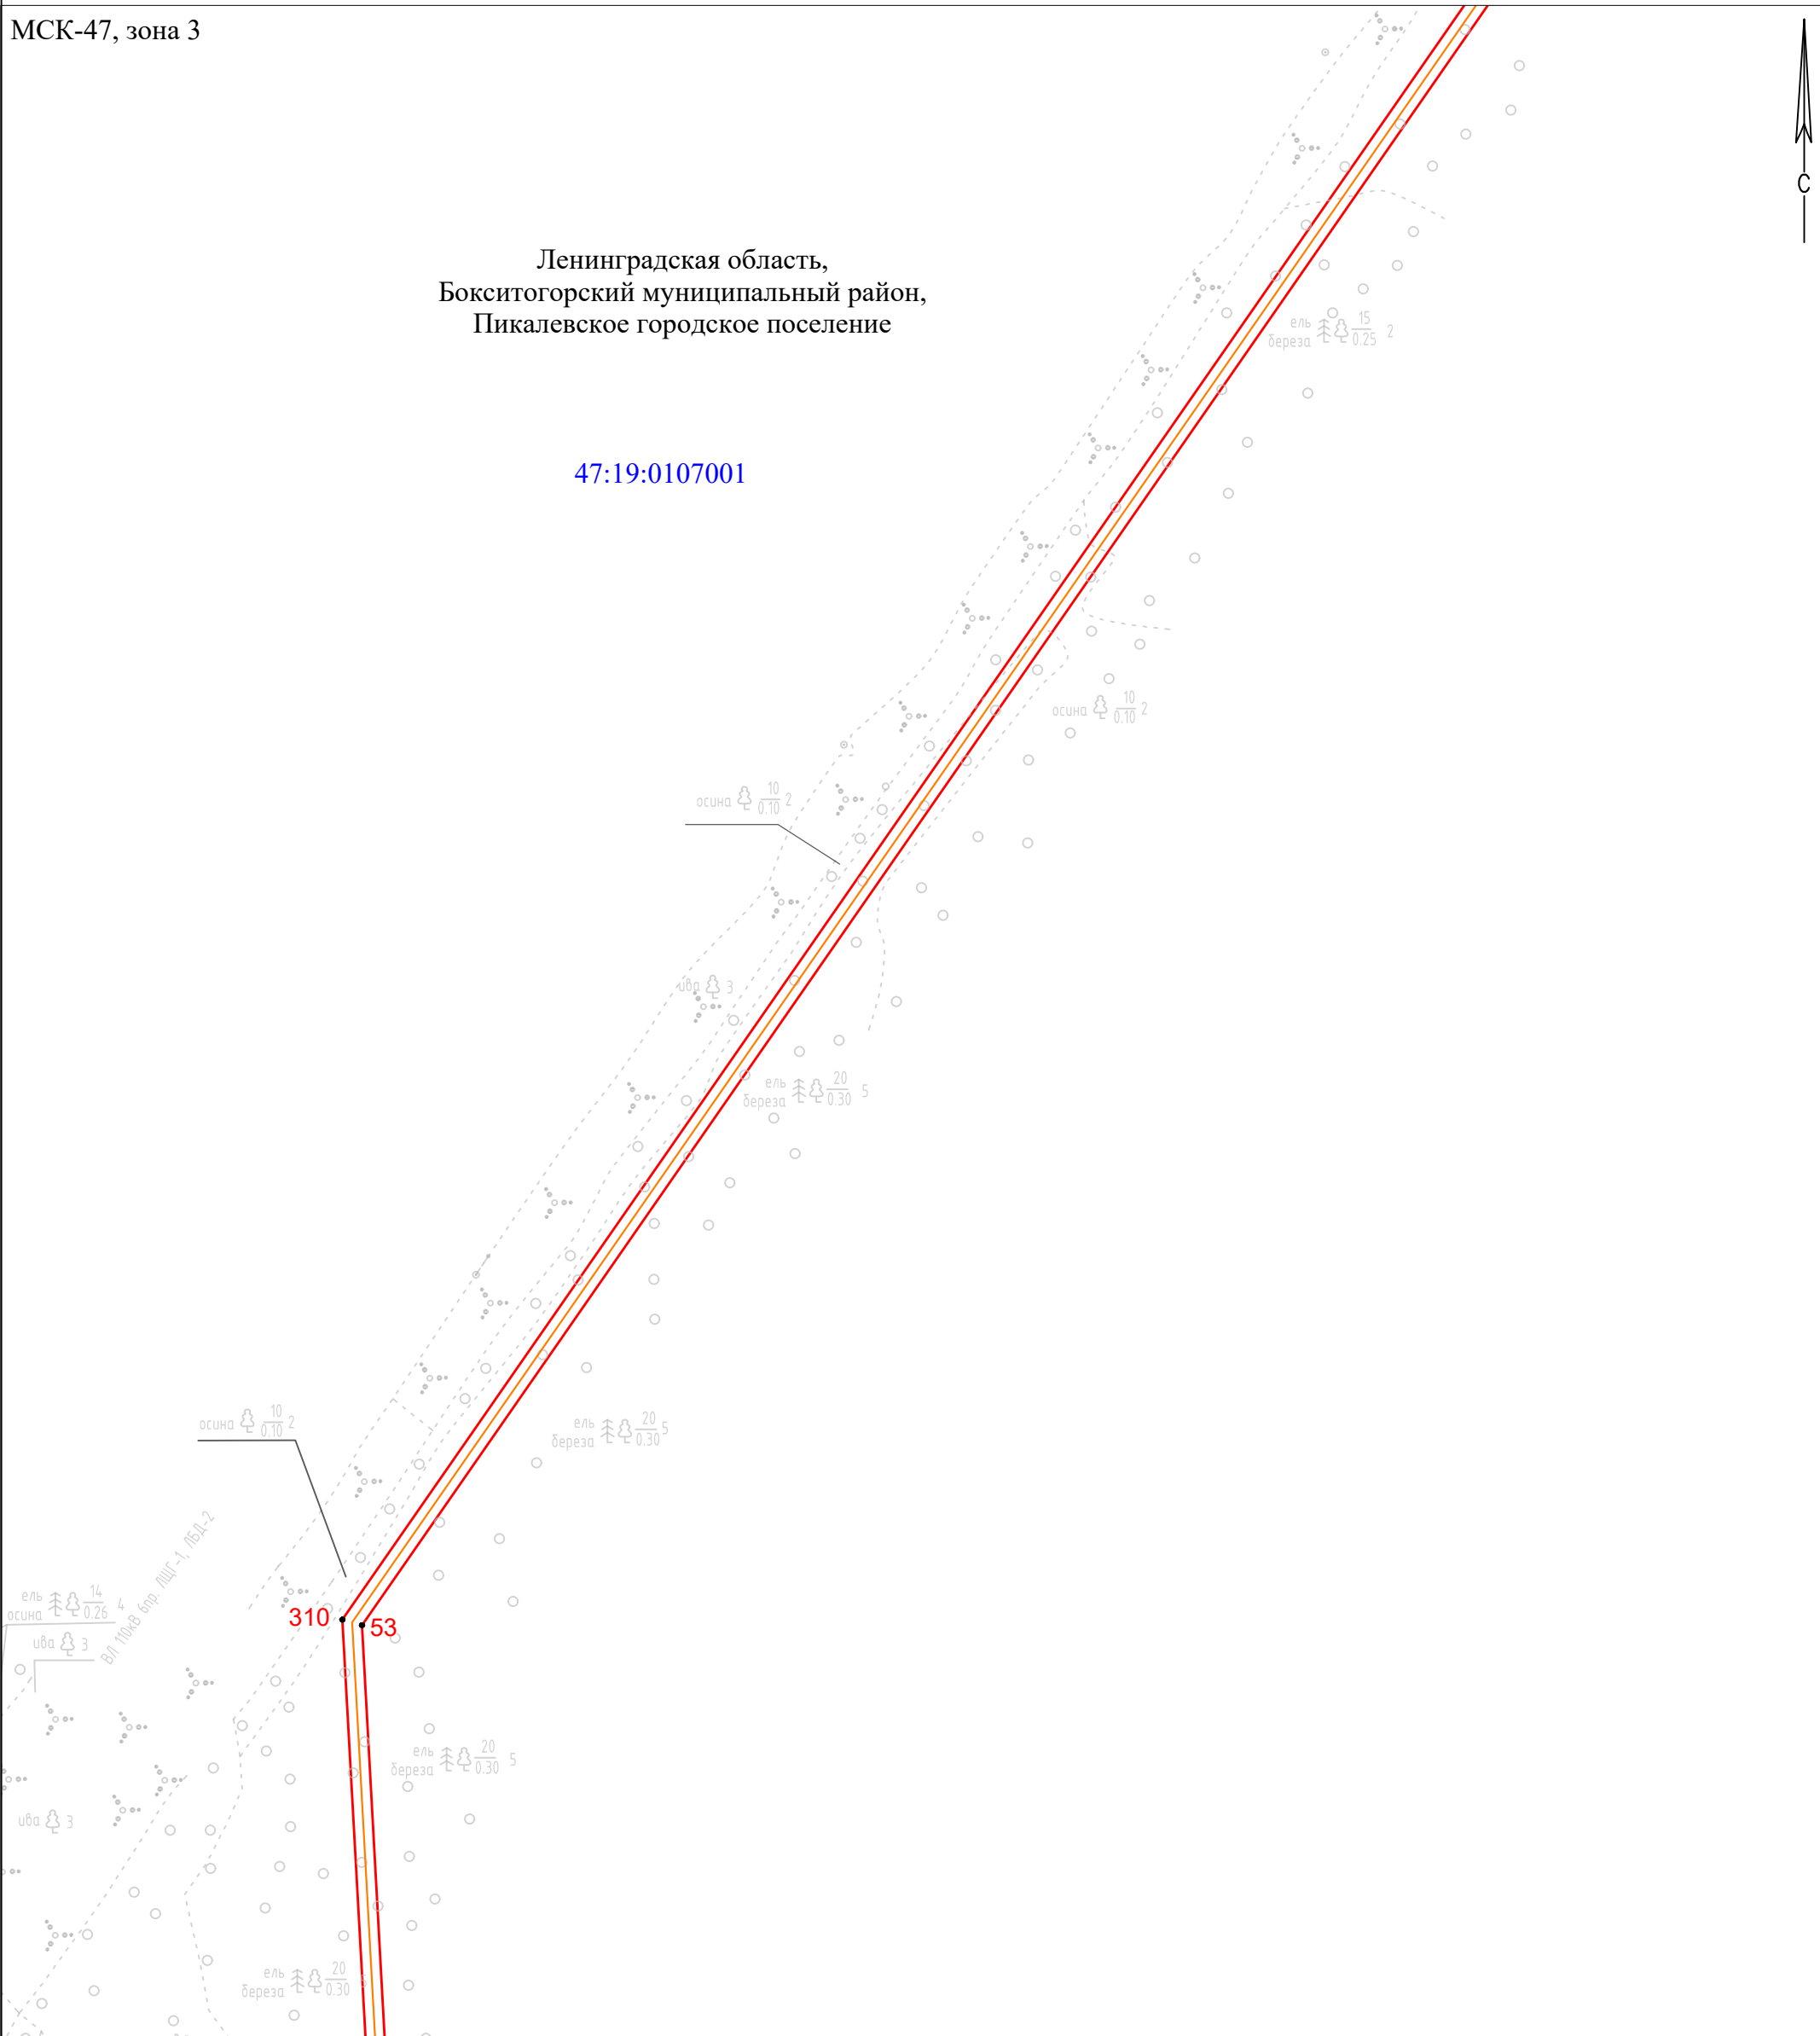 МСК-47, зона 3
С
Ленинградская область,
Бокситогорский муниципальный район,
Пикалевское городское поселение
ель
береза
15
0.25
2
47:19:0107001
осина
10
0.10
2
осина
10
0.10
2
ива 3
ель
береза
20
0.30
5
осина
10
0.10
2
ель
береза
20
0.30
5
ВЛ 110кВ 6пр. ЛЩГ-1, ЛБД-2
ель
осина
14
0.26
4
310
53
ива 3
ель
береза
20
0.30
5
ива 3
ель
береза
20
0.30